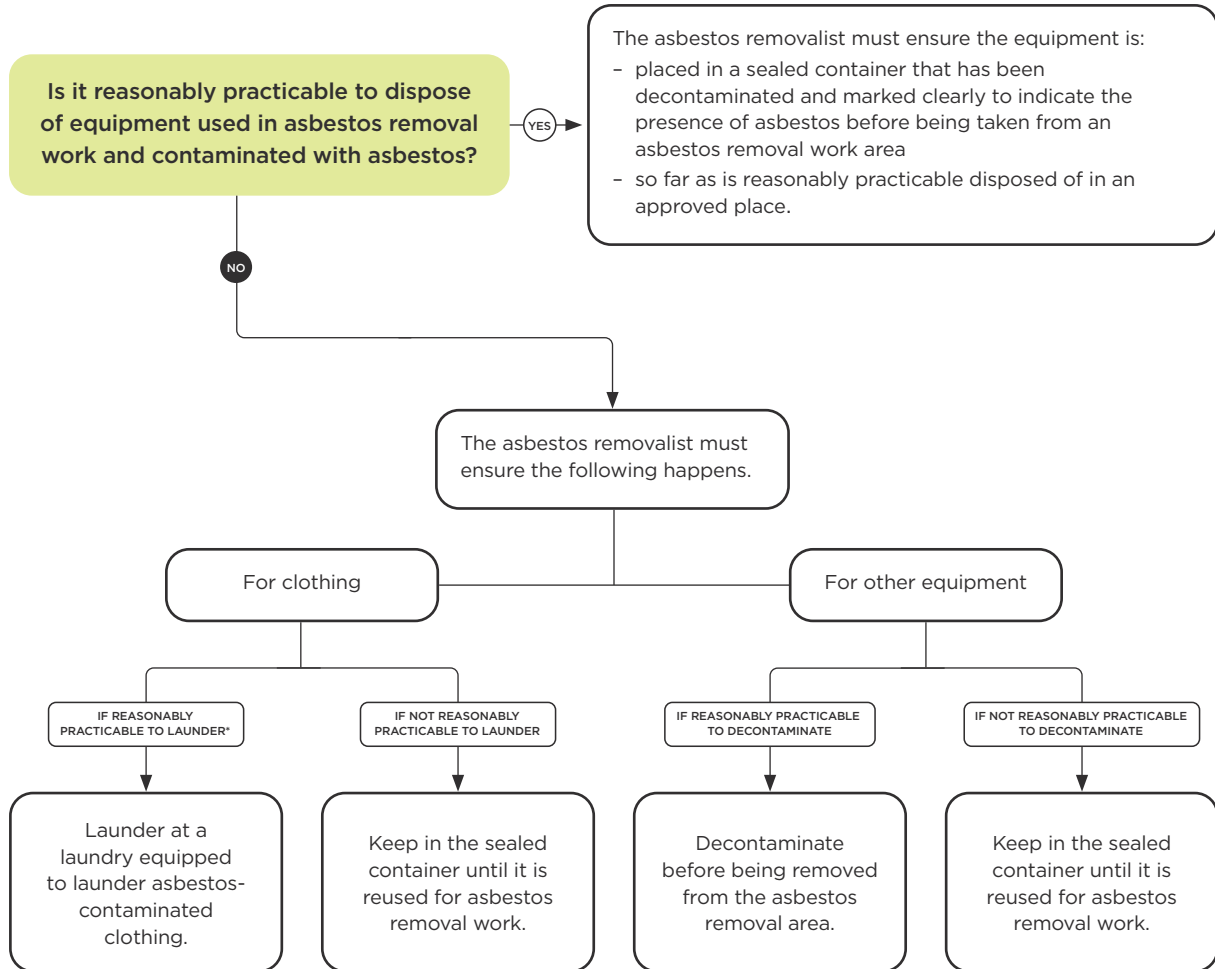 Is it reasonably practicable to dispose
of equipment used in asbestos removal
work and contaminated with asbestos?
YES
The asbestos removalist must ensure the equipment is:
– placed in a sealed container that has been
decontaminated and marked clearly to indicate the
presence of asbestos before being taken from an
asbestos removal work area
– so far as is reasonably practicable disposed of in an
approved place.
NO
The asbestos removalist must
ensure the following happens.
For clothing
For other equipment
IF REASONABLY
PRACTICABLE TO LAUNDER*
IF NOT REASONABLY
PRACTICABLE TO LAUNDER
IF REASONABLY PRACTICABLE
TO DECONTAMINATE
IF NOT REASONABLY PRACTICABLE
TO DECONTAMINATE
Launder at a
laundry equipped
to launder asbestos-
contaminated
clothing.
Keep in the sealed
container until it is
reused for asbestos
removal work.
Decontaminate
before being removed
from the asbestos
removal area.
Keep in the sealed
container until it is
reused for asbestos
removal work.